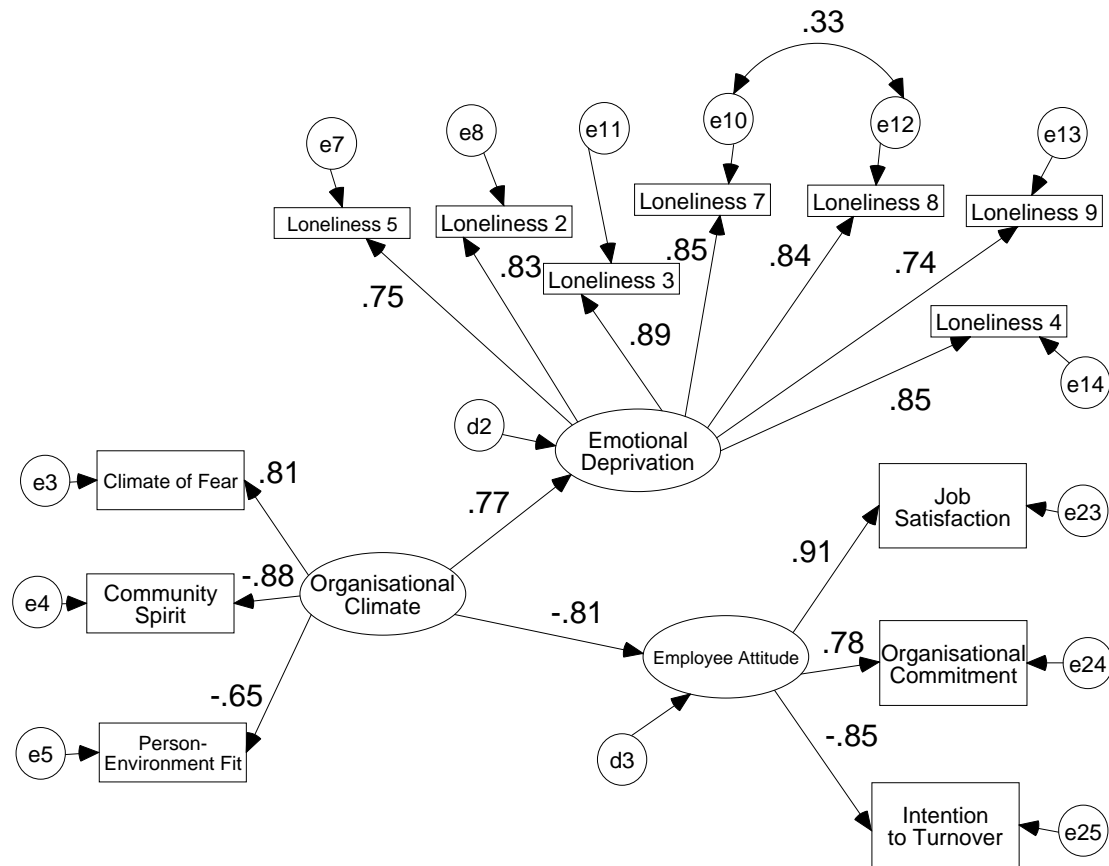 .33
e7
e8
e11
e10
e12
e13
Loneliness 5
Loneliness 2
Loneliness 3
Loneliness 7
Loneliness 8
Loneliness 9
Loneliness 4
e14
.75
.83
.89
.85
.84
.74
.85
d2
Emotional
Deprivation
e3
Climate of Fear
.81
.77
e4
Community
Spirit
-.88
Organisational
Climate
-.65
e5
Person-
Environment Fit
-.81
Employee Attitude
d3
.91
Job
Satisfaction
e23
.78
Organisational
Commitment
e24
-.85
Intention
to Turnover
e25